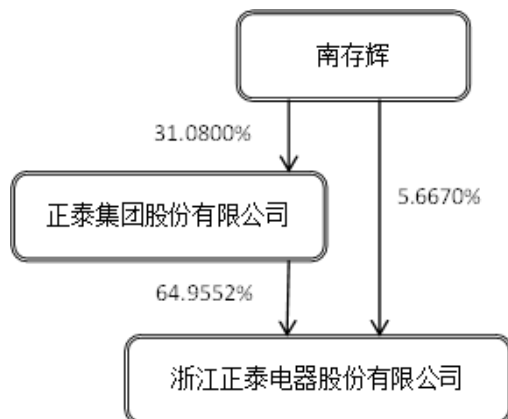 南存辉
31.0800%
正泰集团股份有限公司
5.6670%
64.9552%
浙江正泰电器股份有限公司